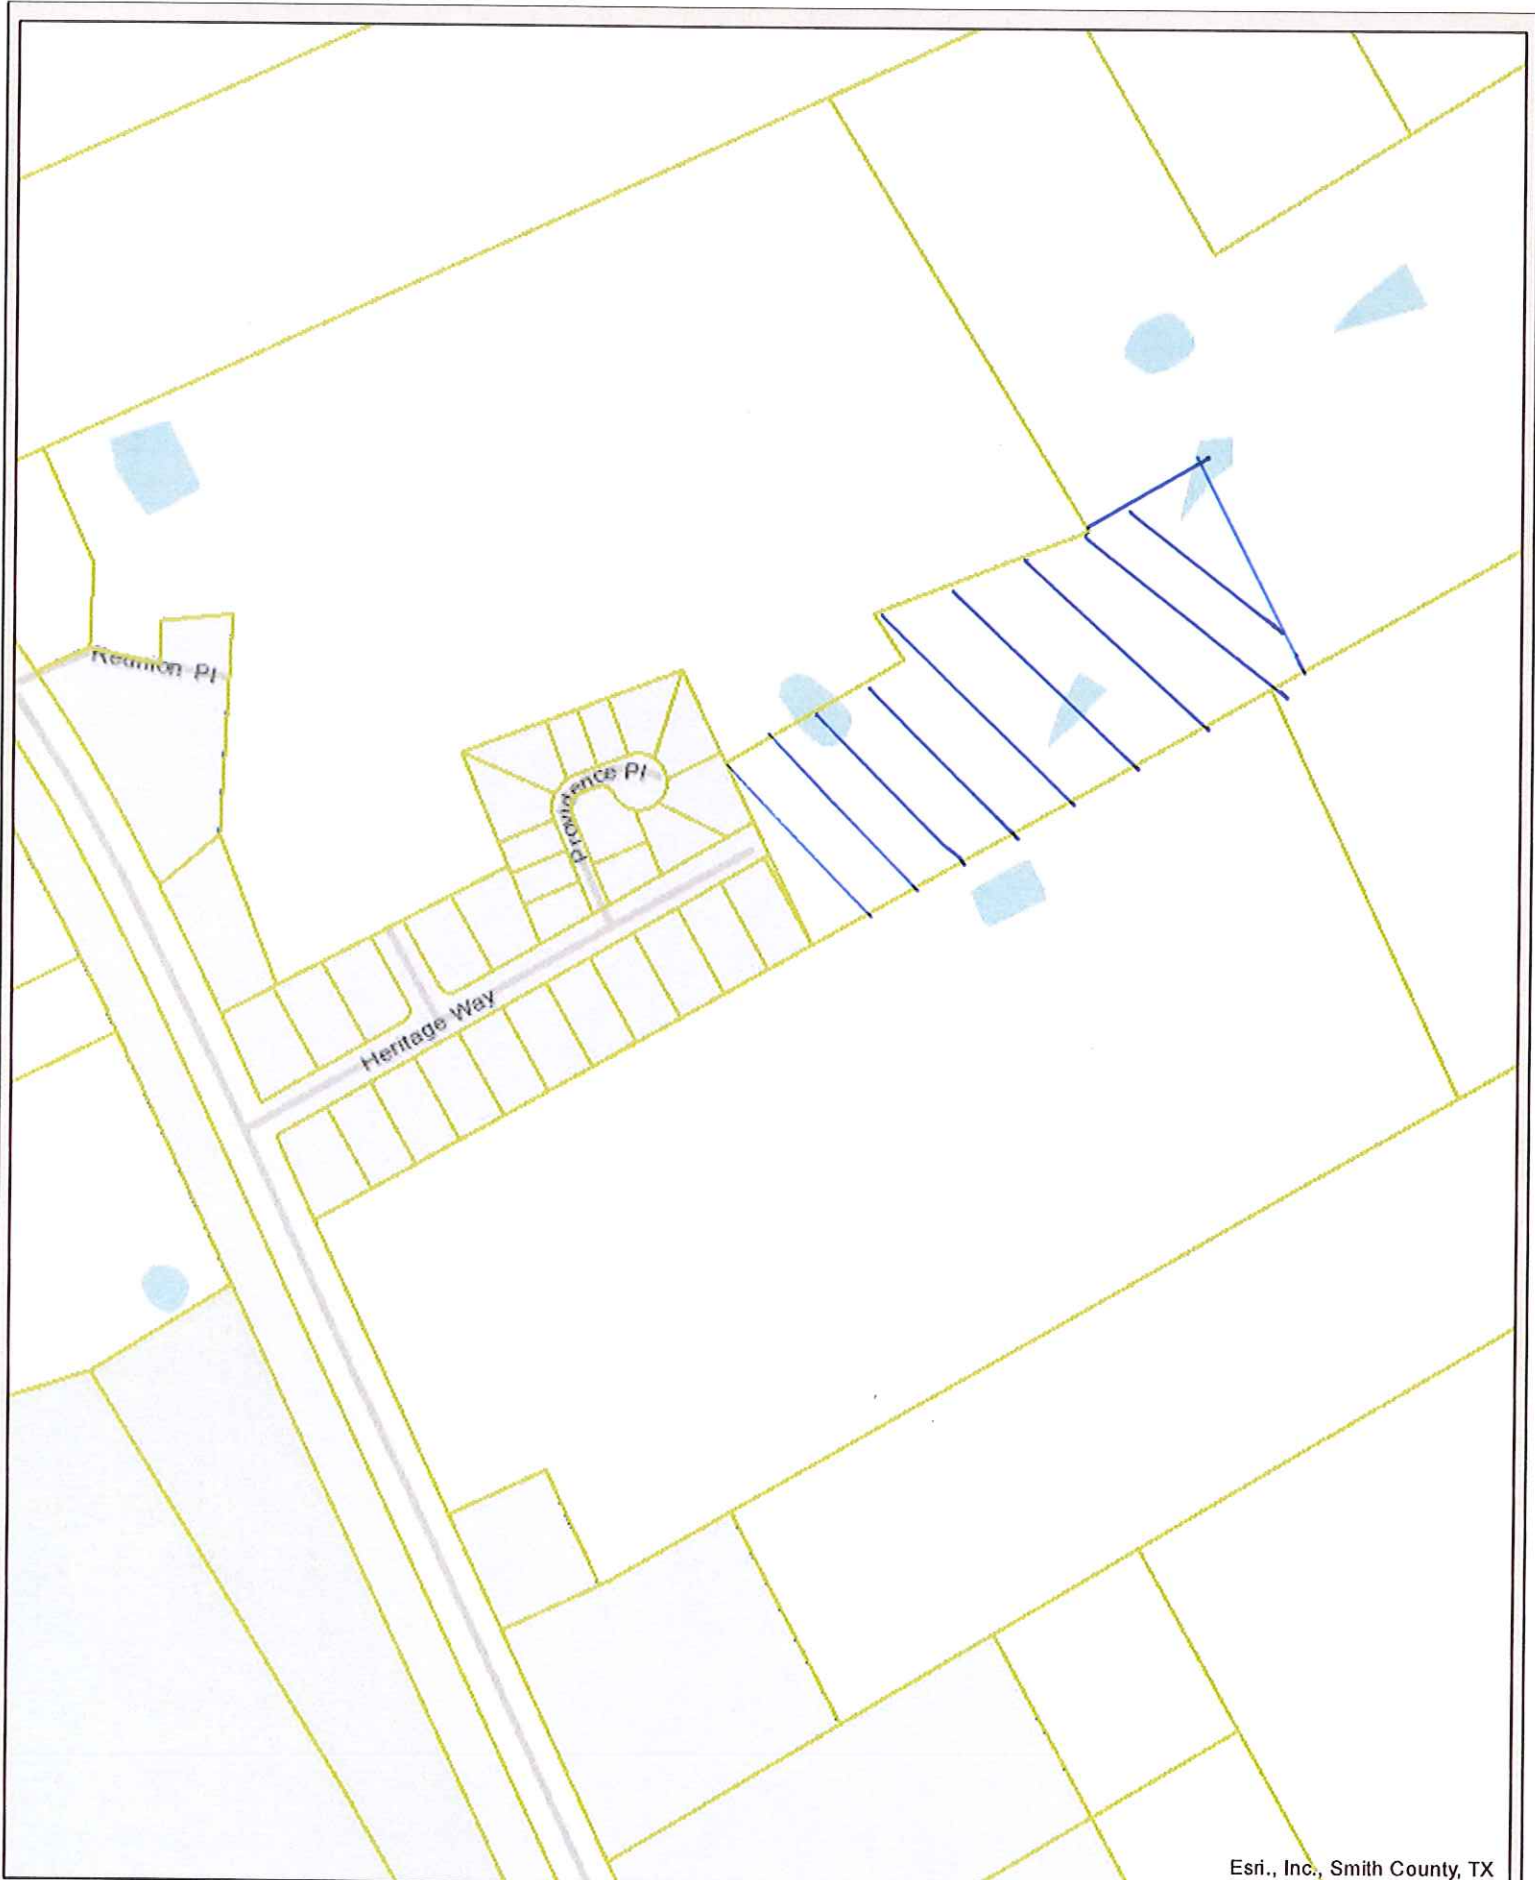 Reunion Pl
Providence Pl
Heritage Way
Esri., Inc., Smith County, TX